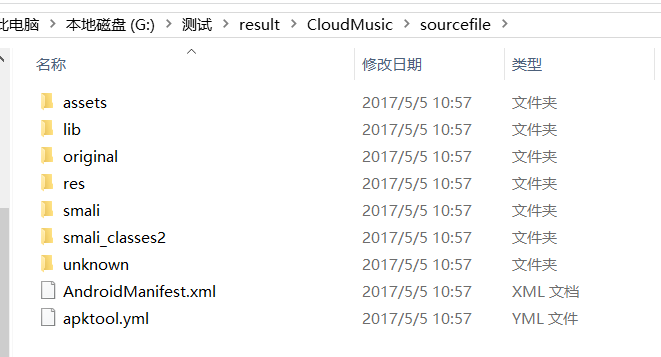 此电脑 > 本地磁盘 (G:) > 测试 > result > CloudMusic > sourcefile >
名称 修改日期 类型
assets 2017/5/5 10:57 文件夹
lib 2017/5/5 10:57 文件夹
original 2017/5/5 10:57 文件夹
res 2017/5/5 10:57 文件夹
smali 2017/5/5 10:57 文件夹
smali_classes2 2017/5/5 10:57 文件夹
unknown 2017/5/5 10:57 文件夹
AndroidManifest.xml 2017/5/5 10:57 XML 文档
apktool.yml 2017/5/5 10:57 YML 文件